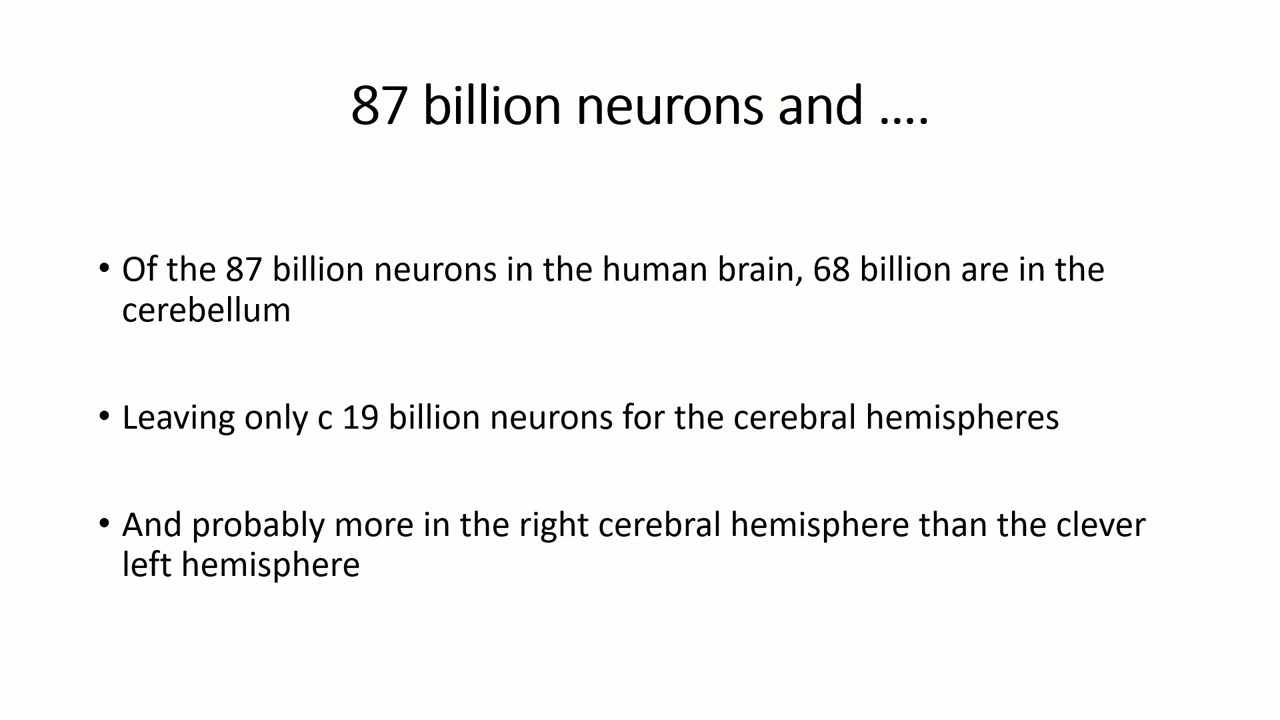 87 billion neurons and ….
• Of the 87 billion neurons in the human brain, 68 billion are in the
cerebellum
• Leaving only c 19 billion neurons for the cerebral hemispheres
• And probably more in the right cerebral hemisphere than the clever
left hemisphere